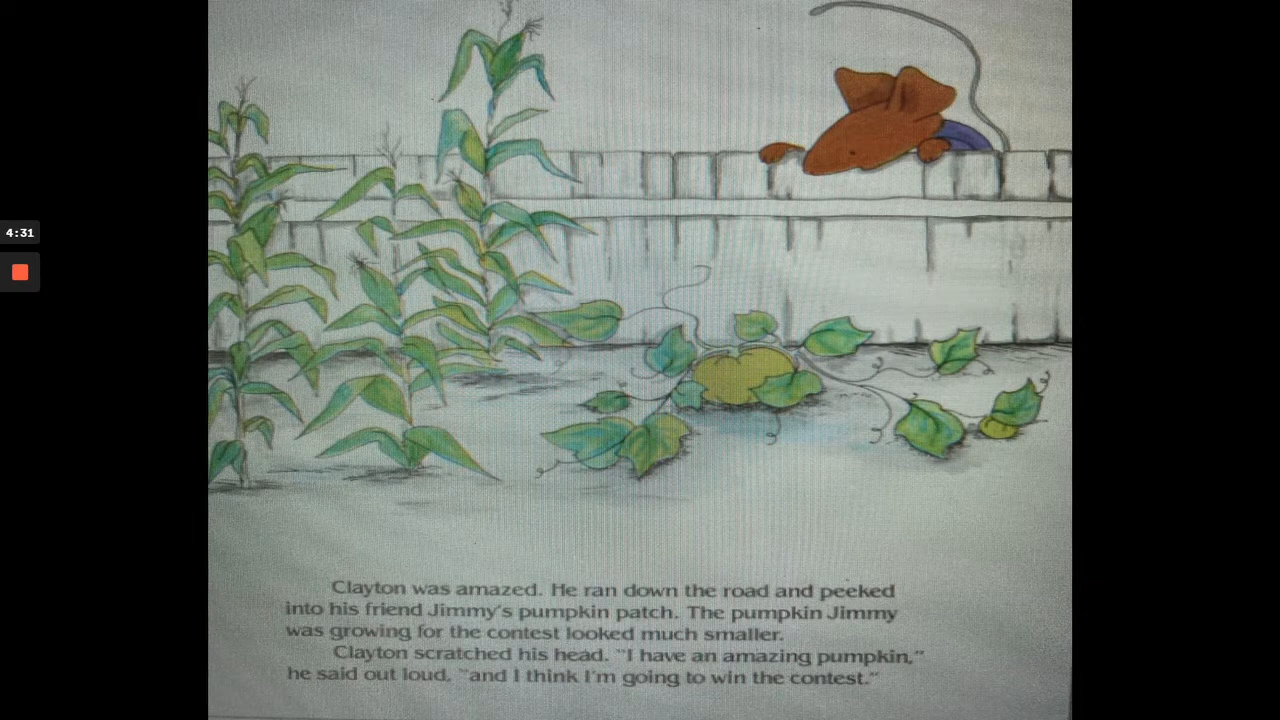 4:31
Clayton was amazed. He ran down the road and peeked
into his friend Jimmy's pumpkin patch. The pumpkin Jimmy
was growing for the contest looked much smaller.
Clayton scratched his head. "I have an amazing pumpkin,"
he said out loud, "and I think I'm going to win the contest."